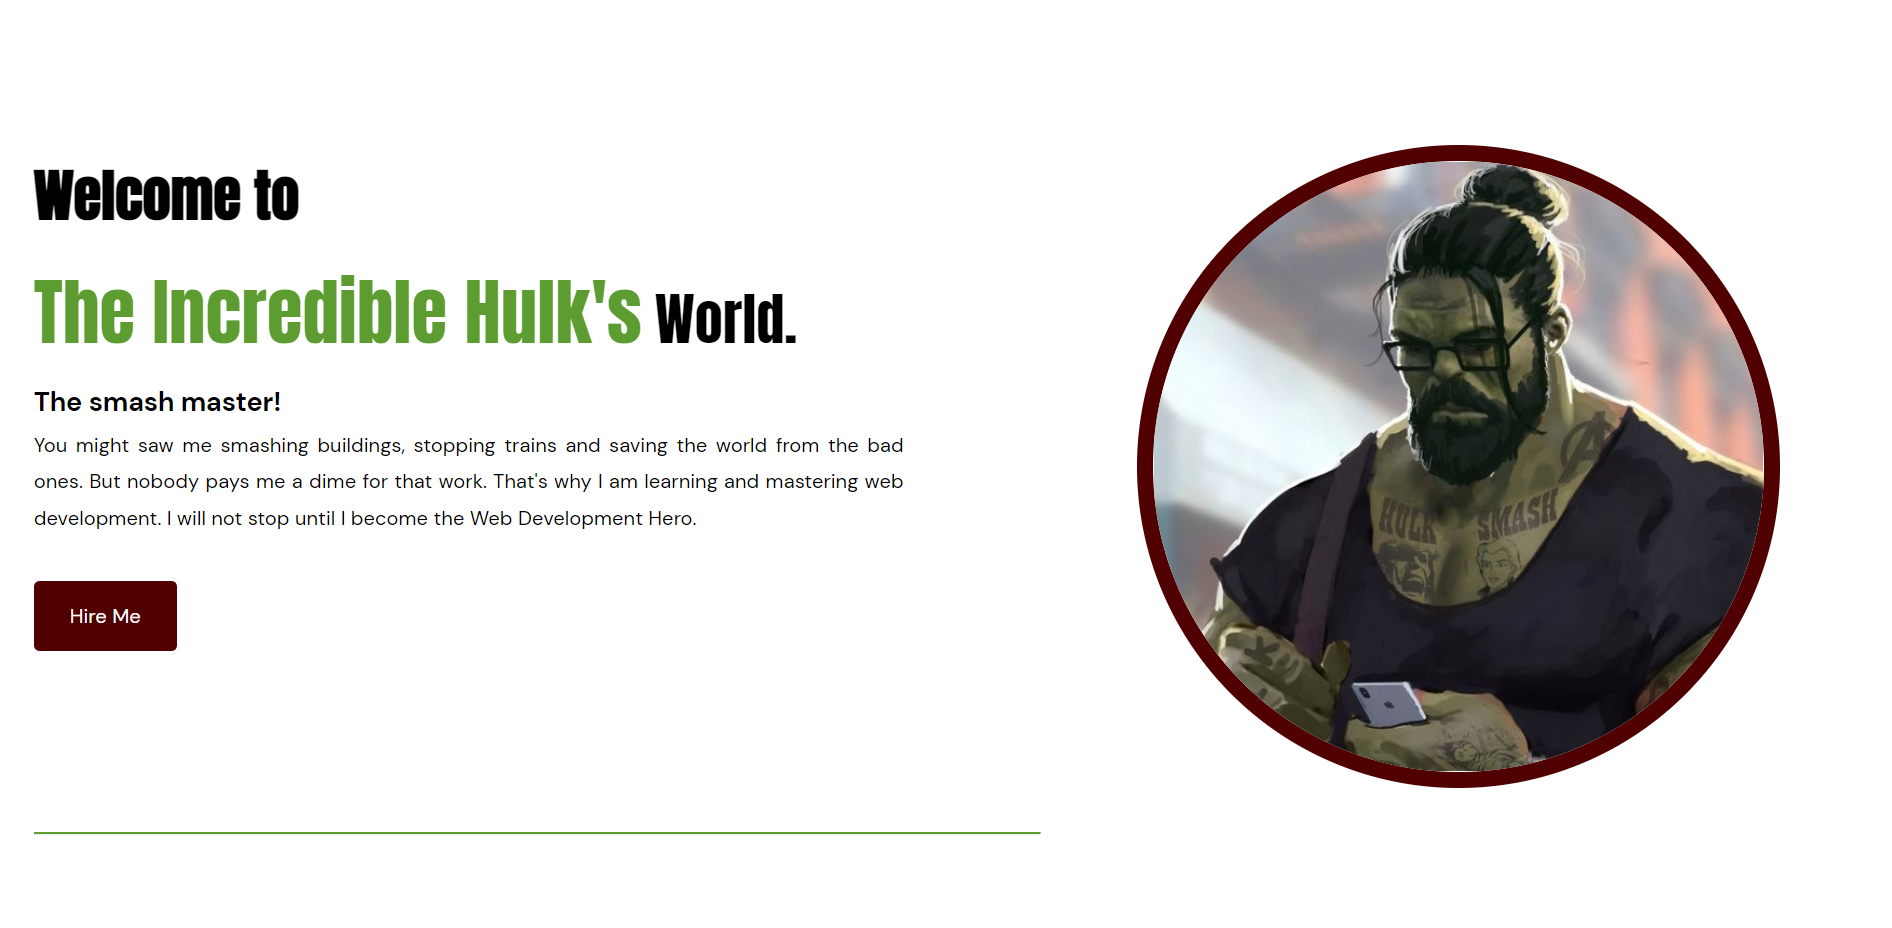 Welcome to
The Incredible Hulk's World.
The smash master!
You might saw me smashing buildings, stopping trains and saving the world from the bad
ones. But nobody pays me a dime for that work. That's why I am learning and mastering web
development. I will not stop until I become the Web Development Hero.
Hire Me
HULK SMASH